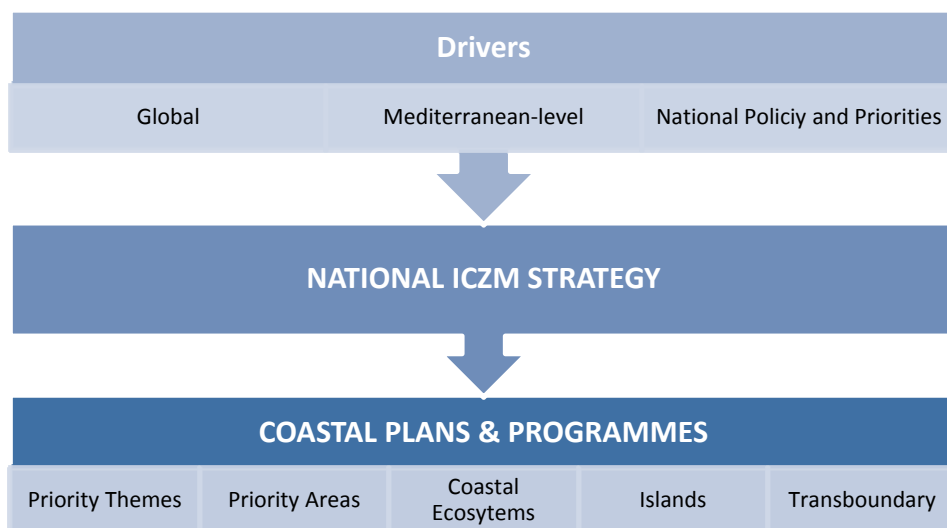 Drivers
Global Mediterranean-level National Policiy and Priorities
NATIONAL ICZM STRATEGY
COASTAL PLANS & PROGRAMMES
Priority Themes Priority Areas Coastal Ecosytems Islands Transboundary